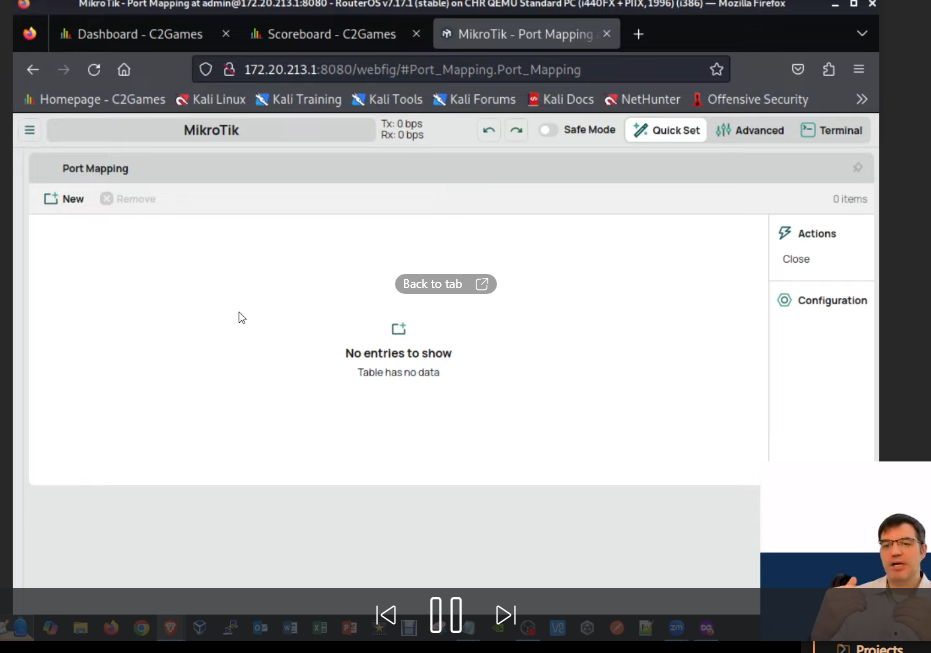 MikroTik - Port Mapping at admin@172.20.213.1:8080 - RouterOS v7.17.1 (stable) on CHR QEMU Standard PC (i440FX + PIIX, 1996) (i386) — Mozilla Firefox
Dashboard - C2Games
Scoreboard - C2Games
MikroTik - Port Mapping
172.20.213.1:8080/webfig/#Port_Mapping.Port_Mapping
Homepage - C2Games
Kali Linux
Kali Training
Kali Tools
Kali Forums
Kali Docs
NetHunter
Offensive Security
MikroTik
Tx: 0 bps
Rx: 0 bps
Safe Mode
Quick Set
Advanced
Terminal
Port Mapping
New
Remove
0 items
Actions
Close
Configuration
Back to tab
No entries to show
Table has no data
Projects